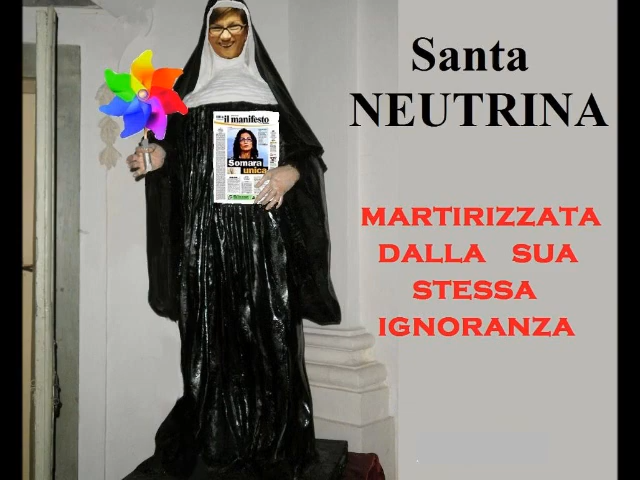 Santa
NEUTRINA
il manifesto
Somara
unica
MARTIRIZZATA
DALLA SUA
STESSA
IGNORANZA